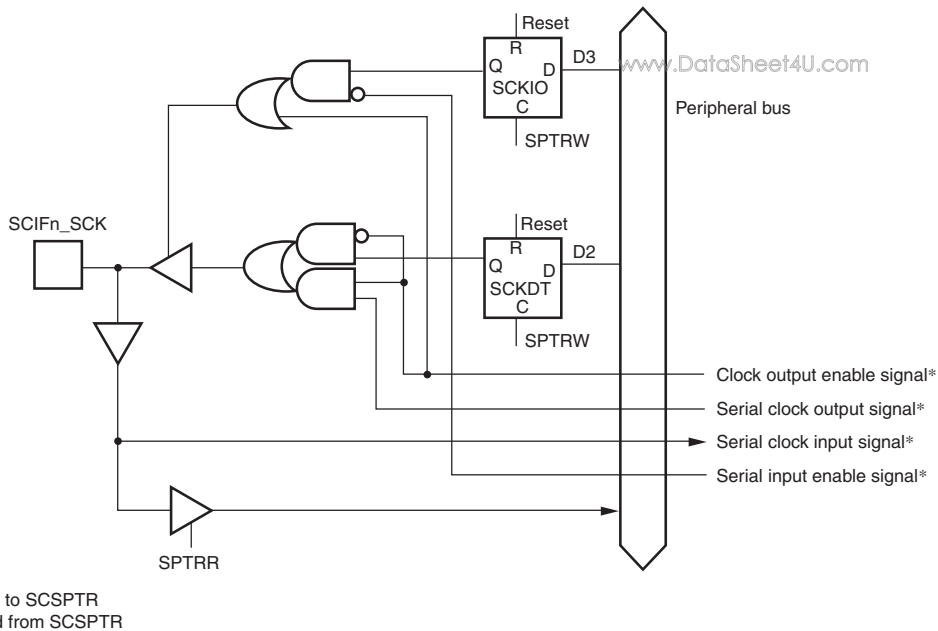 Reset
R
Q
D
SCKIO
C
D3
SPTRW
www.DataSheet4U.com
Peripheral bus
SCIFn_SCK
Reset
R
Q
D
SCKDT
C
D2
SPTRW
Clock output enable signal*
Serial clock output signal*
Serial clock input signal*
Serial input enable signal*
SPTRR
to SCSPTR
from SCSPTR